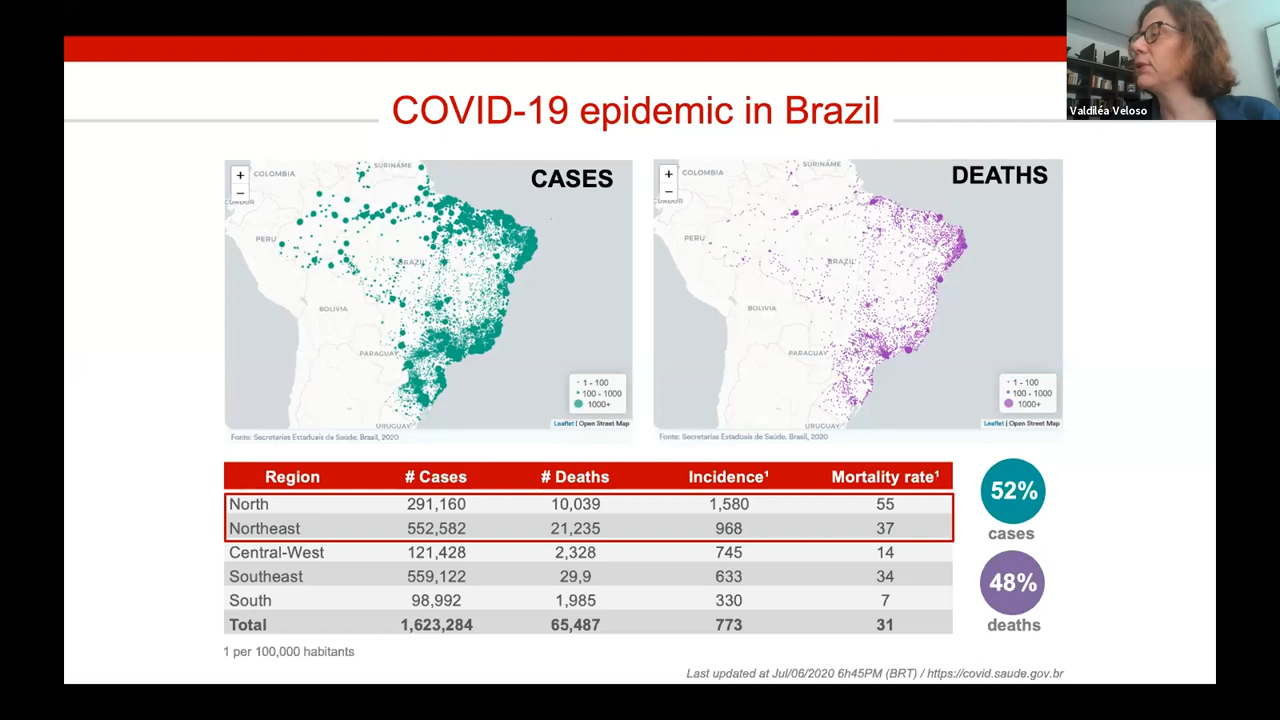 Valdiléa Veloso
COVID-19 epidemic in Brazil
CASES
+
−
COLOMBIA
SURINAME
PERU
BRAZIL
BOLIVIA
PARAGUAY
URUGUAY
1 - 100
100 - 1000
1000+
Leaflet | Open Street Map
Fonte: Secretarias Estaduais de Saúde. Brasil, 2020
DEATHS
+
−
COLOMBIA
SURINAME
PERU
BRAZIL
BOLIVIA
PARAGUAY
URUGUAY
1 - 100
100 - 1000
1000+
Leaflet | Open Street Map
Fonte: Secretarias Estaduais de Saúde. Brasil, 2020
Region # Cases # Deaths Incidence¹ Mortality rate¹
North 291,160 10,039 1,580 55
Northeast 552,582 21,235 968 37
Central-West 121,428 2,328 745 14
Southeast 559,122 29,9 633 34
South 98,992 1,985 330 7
Total 1,623,284 65,487 773 31
52%
cases
48%
deaths
1 per 100,000 habitants
Last updated at Jul/06/2020 6h45PM (BRT) / https://covid.saude.gov.br